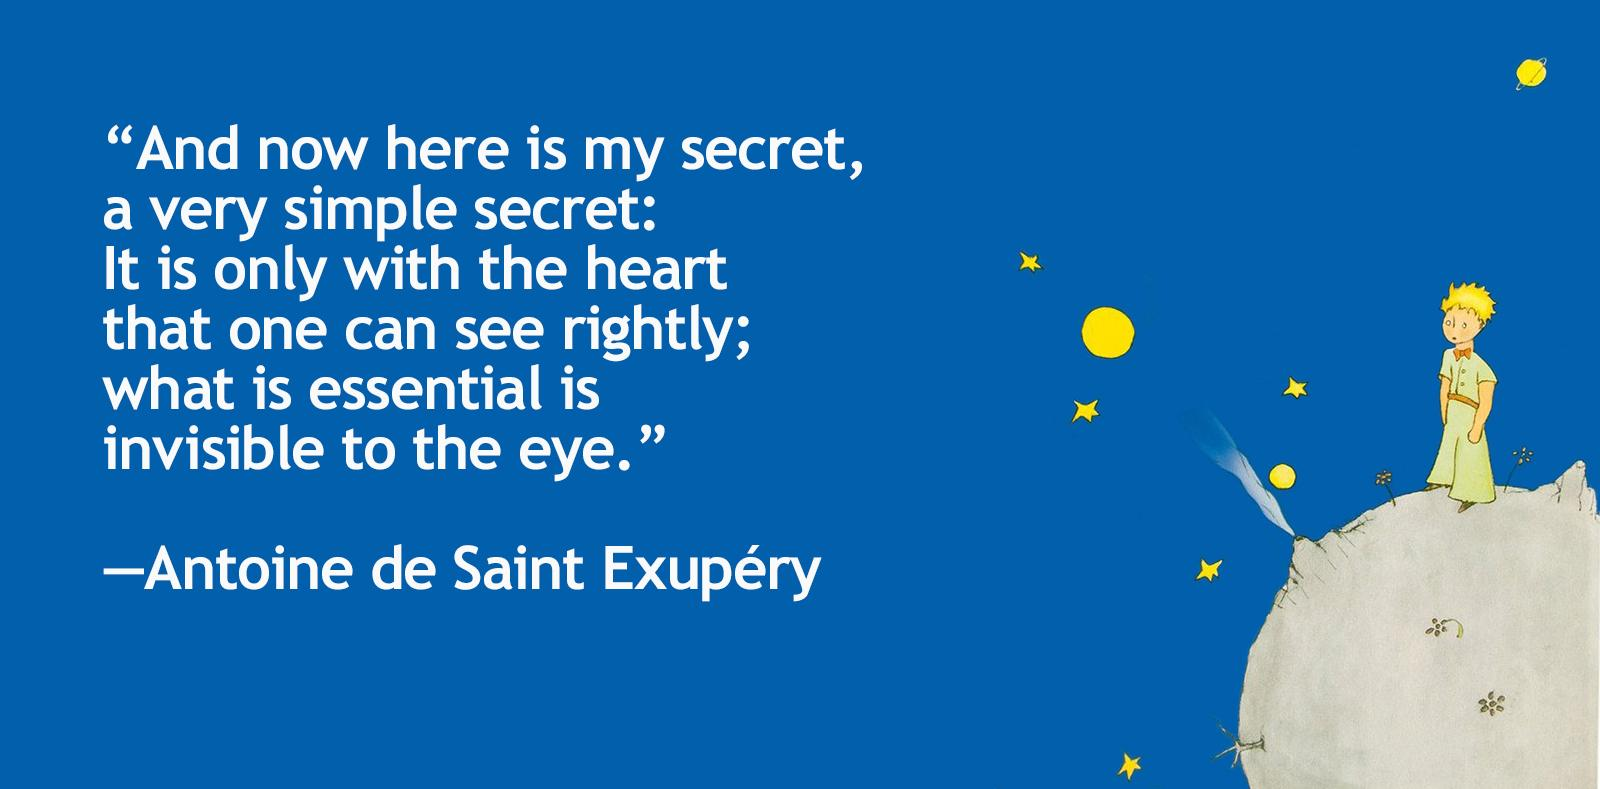 “And now here is my secret,
a very simple secret:
It is only with the heart
that one can see rightly;
what is essential is
invisible to the eye.”
—Antoine de Saint Exupéry